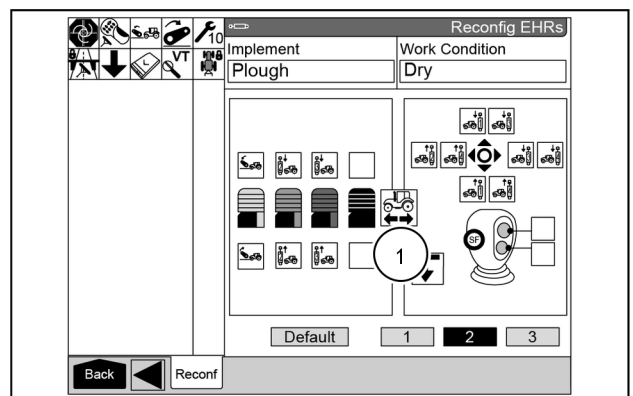 10
Reconfig EHRs
VT
L
Implement
Work Condition
Plough
Dry
SF
1
Default
1
2
3
Back
Reconf